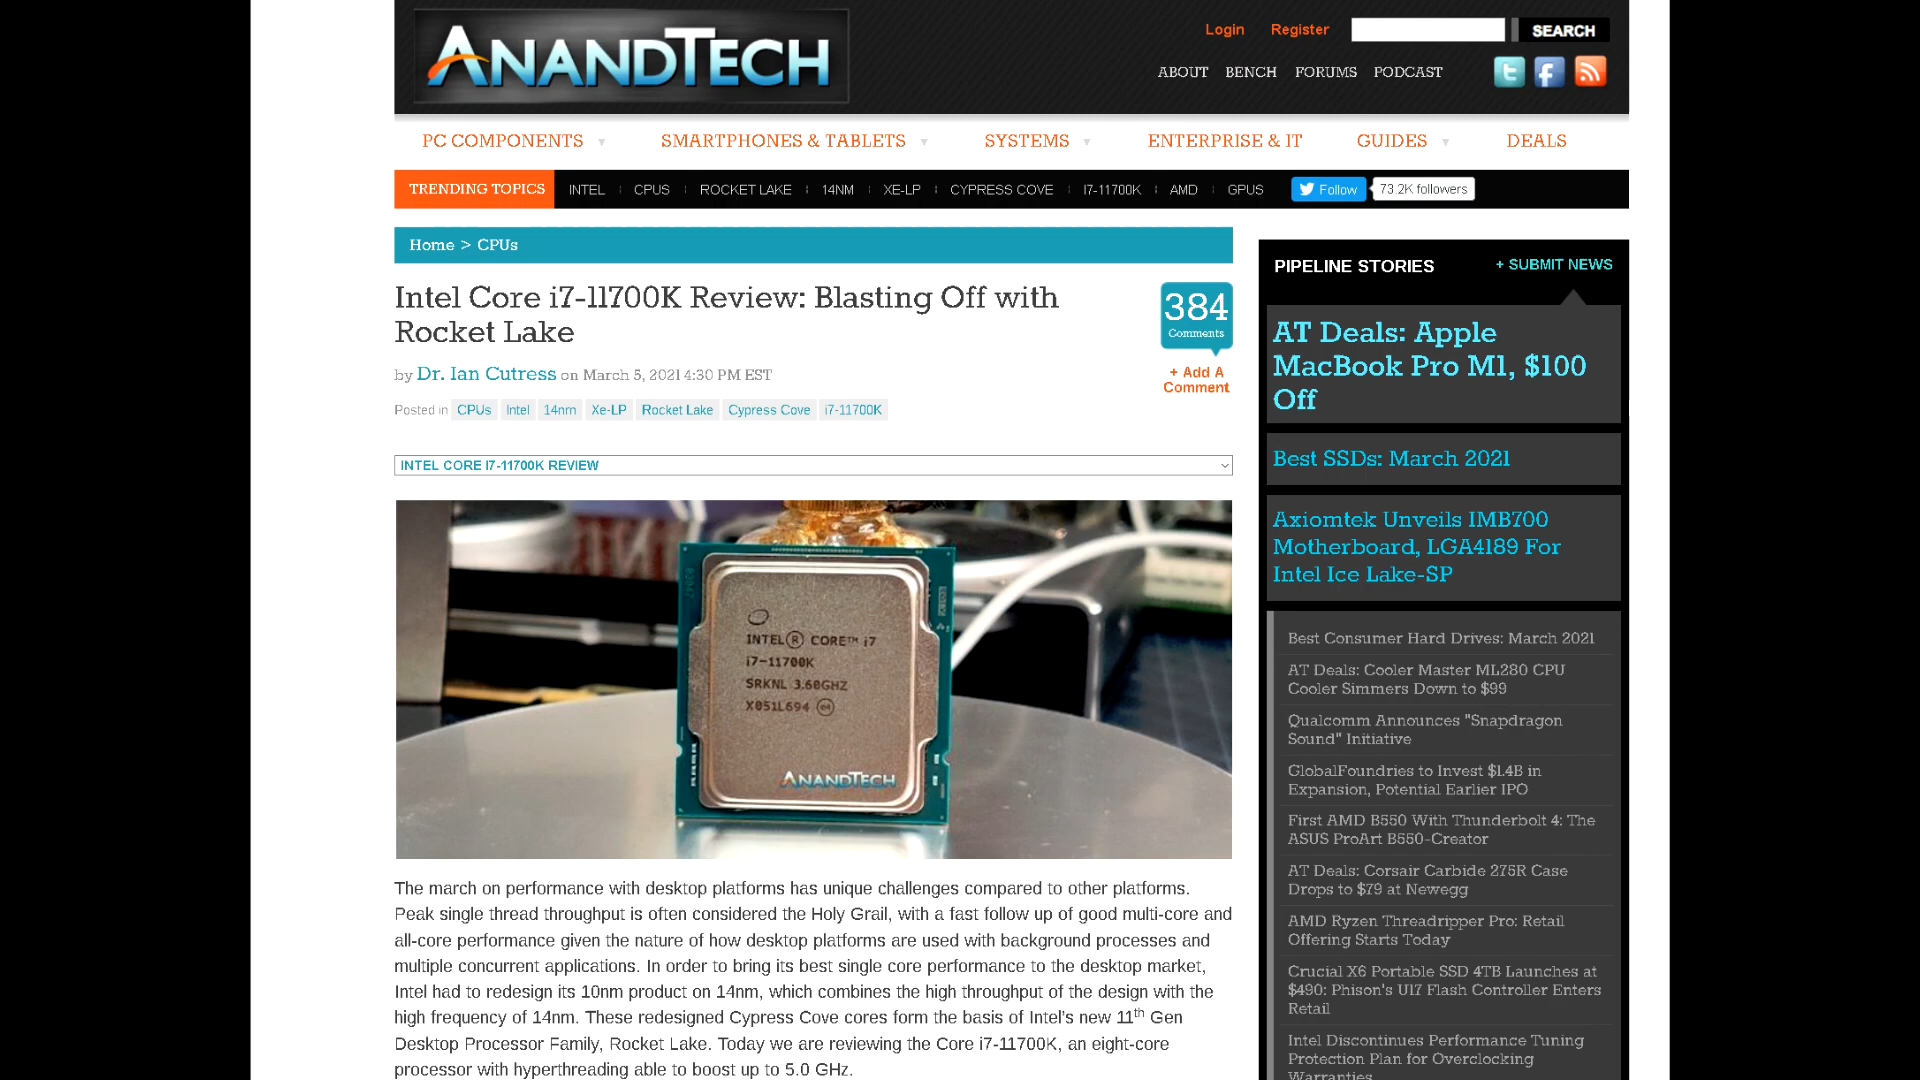 ANANDTECH
Login Register SEARCH
ABOUT BENCH FORUMS PODCAST
PC COMPONENTS SMARTPHONES & TABLETS SYSTEMS ENTERPRISE & IT GUIDES DEALS
TRENDING TOPICS INTEL CPUS ROCKET LAKE 14NM XE-LP CYPRESS COVE I7-11700K AMD GPUS Follow 73.2K followers
Home > CPUs
Intel Core i7-11700K Review: Blasting Off with
Rocket Lake
by Dr. Ian Cutress on March 5, 2021 4:30 PM EST
Posted in CPUs Intel 14nm Xe-LP Rocket Lake Cypress Cove i7-11700K
384
Comments
+ Add A
Comment
INTEL CORE I7-11700K REVIEW
INTEL® CORE™ i7
i7-11700K
SRKNL 3.60GHZ
X051L694 e4
ANANDTECH
The march on performance with desktop platforms has unique challenges compared to other platforms.
Peak single thread throughput is often considered the Holy Grail, with a fast follow up of good multi-core and
all-core performance given the nature of how desktop platforms are used with background processes and
multiple concurrent applications. In order to bring its best single core performance to the desktop market,
Intel had to redesign its 10nm product on 14nm, which combines the high throughput of the design with the
high frequency of 14nm. These redesigned Cypress Cove cores form the basis of Intel's new 11th Gen
Desktop Processor Family, Rocket Lake. Today we are reviewing the Core i7-11700K, an eight-core
processor with hyperthreading able to boost up to 5.0 GHz.
PIPELINE STORIES + SUBMIT NEWS
AT Deals: Apple
MacBook Pro M1, $100
Off
Best SSDs: March 2021
Axiomtek Unveils IMB700
Motherboard, LGA4189 For
Intel Ice Lake-SP
Best Consumer Hard Drives: March 2021
AT Deals: Cooler Master ML280 CPU
Cooler Simmers Down to $99
Qualcomm Announces "Snapdragon
Sound" Initiative
GlobalFoundries to Invest $1.4B in
Expansion, Potential Earlier IPO
First AMD B550 With Thunderbolt 4: The
ASUS ProArt B550-Creator
AT Deals: Corsair Carbide 275R Case
Drops to $79 at Newegg
AMD Ryzen Threadripper Pro: Retail
Offering Starts Today
Crucial X6 Portable SSD 4TB Launches at
$490: Phison's U17 Flash Controller Enters
Retail
Intel Discontinues Performance Tuning
Protection Plan for Overclocking
Warranties